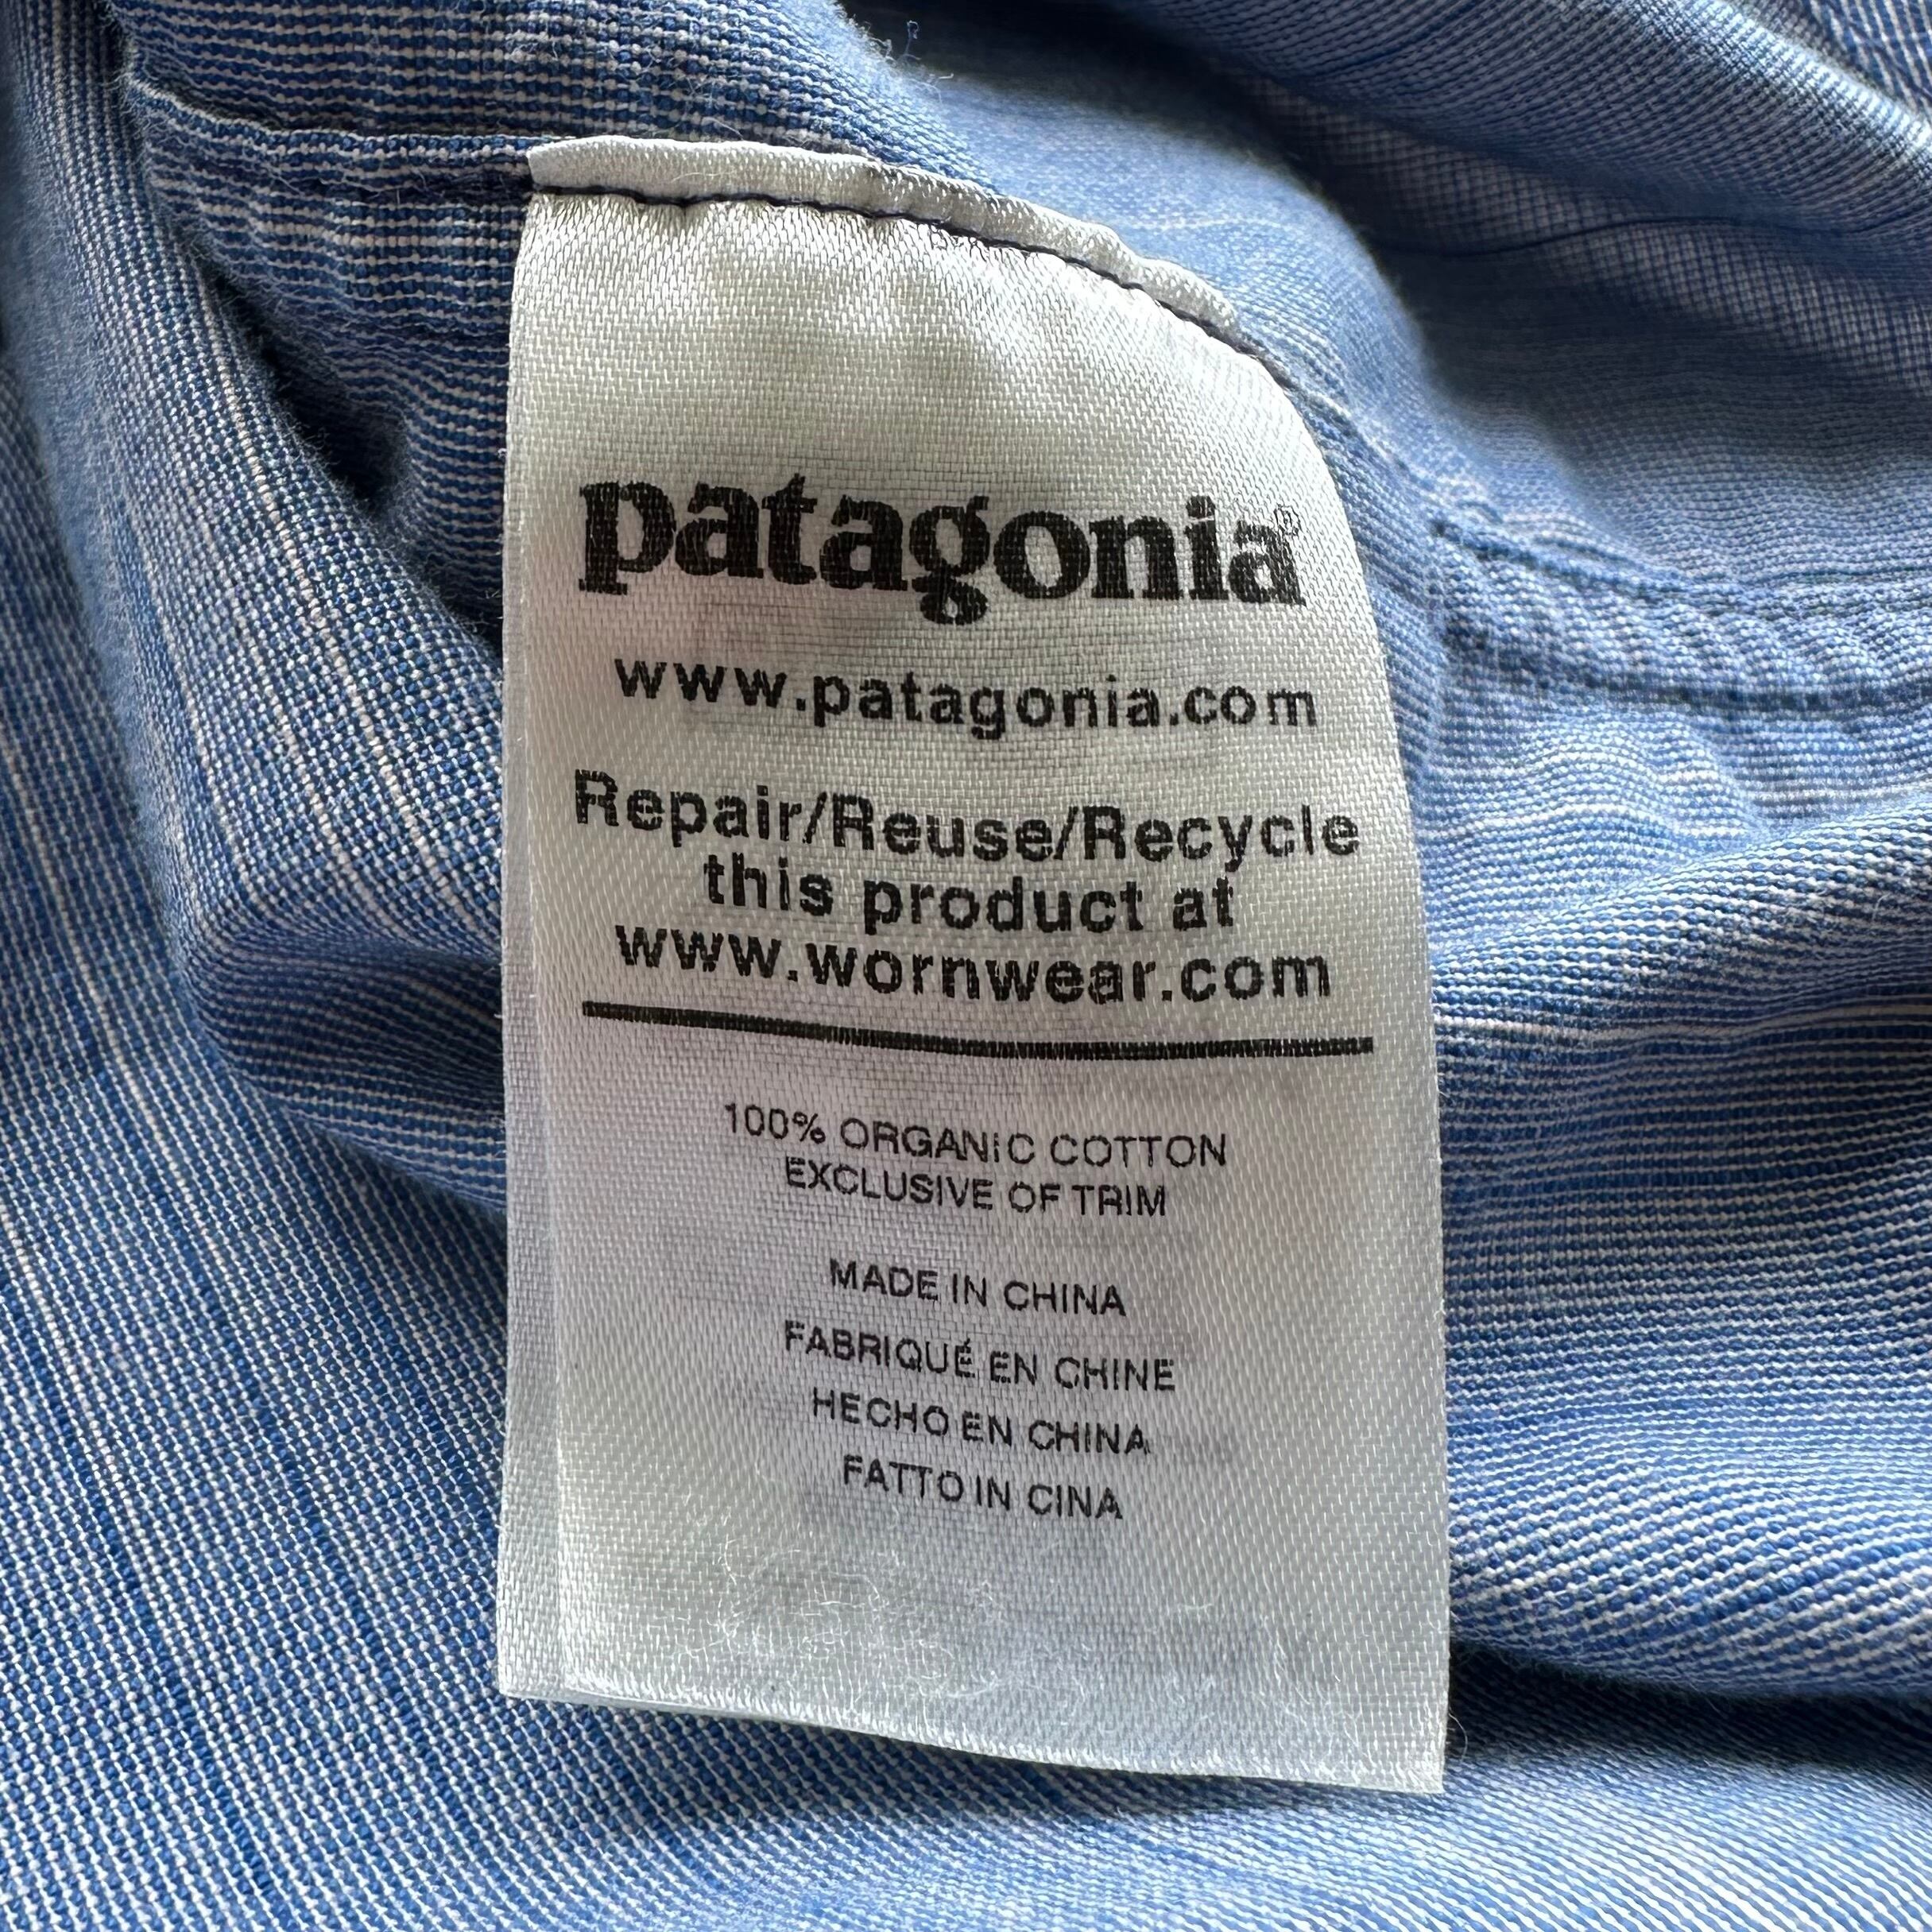 patagonia®
www.patagonia.com
Repair/Reuse/Recycle
this product at
www.wornwear.com
100% ORGANIC COTTON
EXCLUSIVE OF TRIM
MADE IN CHINA
FABRIQUÉ EN CHINE
HECHO EN CHINA
FATTO IN CINA